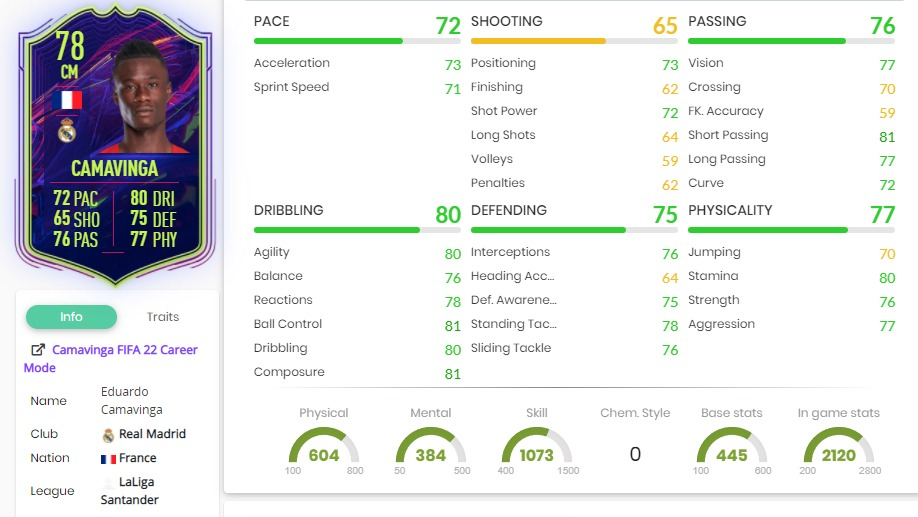 78
CM
CAMAVINGA
72 PAC 80 DRI
65 SHO 75 DEF
76 PAS 77 PHY
Info Traits
Camavinga FIFA 22 Career
Mode
Name Eduardo
Camavinga
Club Real Madrid
Nation France
League LaLiga
Santander
PACE 72
Acceleration 73
Sprint Speed 71
SHOOTING 65
Positioning 73
Finishing 62
Shot Power 72
Long Shots 64
Volleys 59
Penalties 62
PASSING 76
Vision 77
Crossing 70
FK. Accuracy 59
Short Passing 81
Long Passing 77
Curve 72
DRIBBLING 80
Agility 80
Balance 76
Reactions 78
Ball Control 81
Dribbling 80
Composure 81
DEFENDING 75
Interceptions 76
Heading Acc... 64
Def. Awarene... 75
Standing Tac... 78
Sliding Tackle 76
PHYSICALITY 77
Jumping 70
Stamina 80
Strength 76
Aggression 77
Physical Mental Skill Chem. Style Base stats In game stats
604 384 1073 0 445 2120
100 800 50 500 400 1500 100 600 200 2800